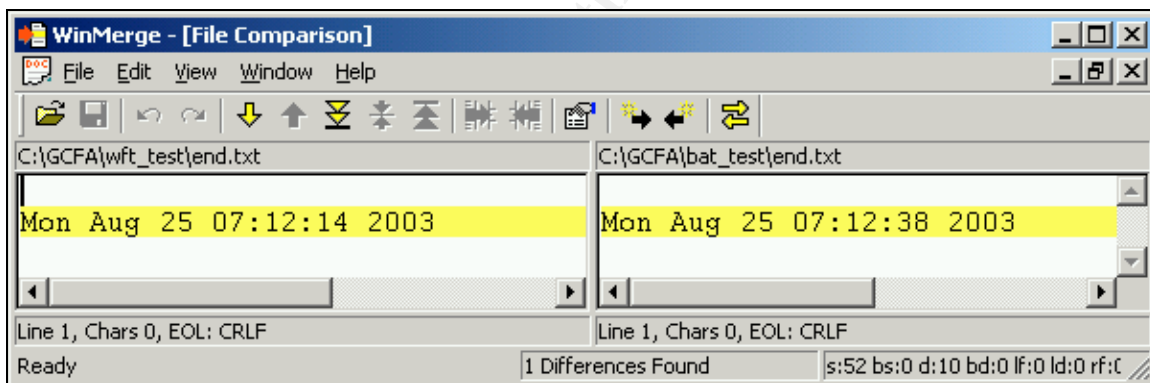 WinMerge - [File Comparison]
File Edit View Window Help
C:\GCFA\wft_test\end.txt
C:\GCFA\bat_test\end.txt
Mon Aug 25 07:12:14 2003
Mon Aug 25 07:12:38 2003
Line 1, Chars 0, EOL: CRLF
Line 1, Chars 0, EOL: CRLF
Ready
1 Differences Found
s:52 bs:0 d:10 bd:0 lf:0 ld:0 rf: